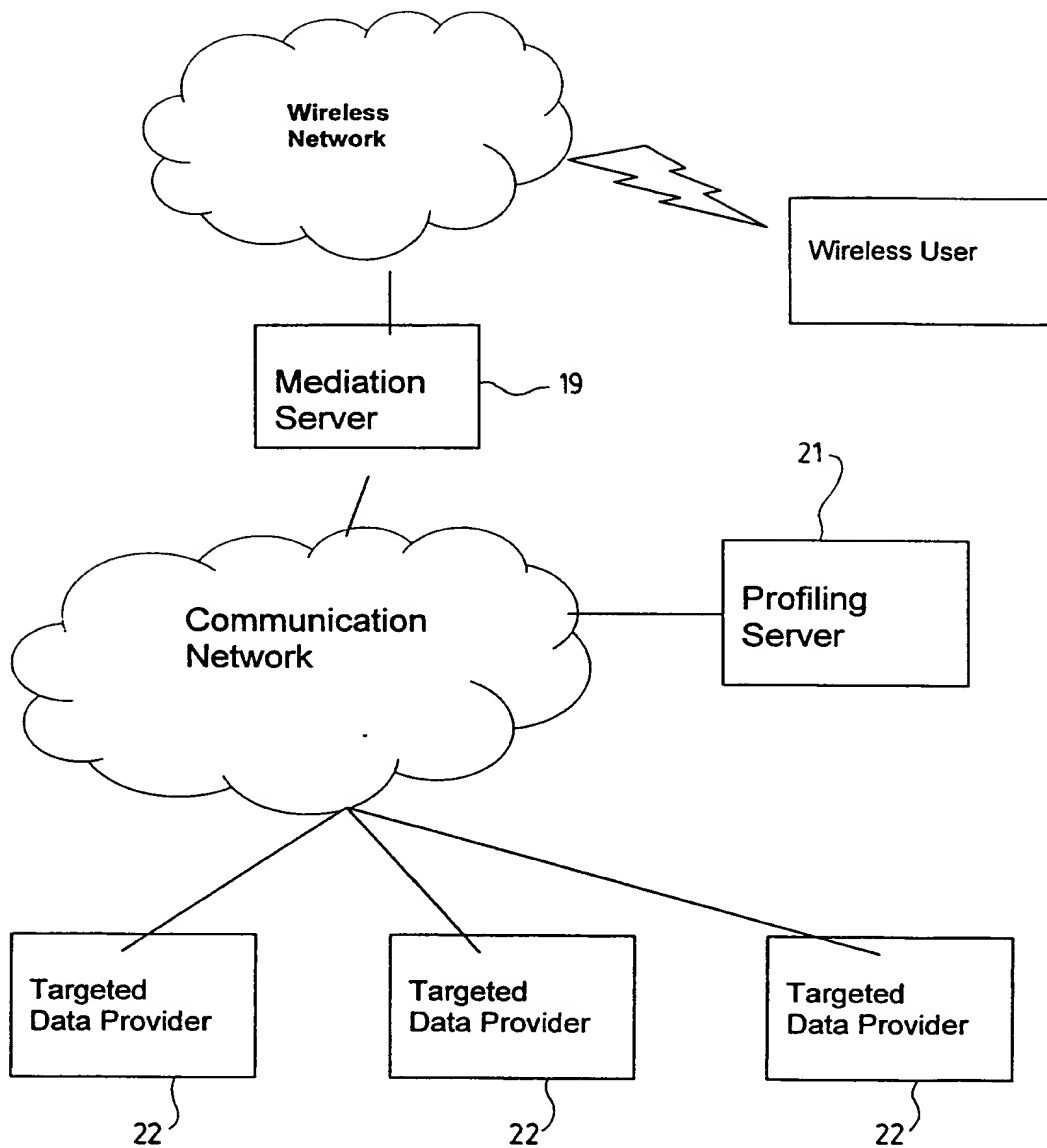 Wireless
Network
Wireless User
Mediation
Server
19
21
Communication
Network
Profiling
Server
Targeted
Data Provider
Targeted
Data Provider
Targeted
Data Provider
22
22
22